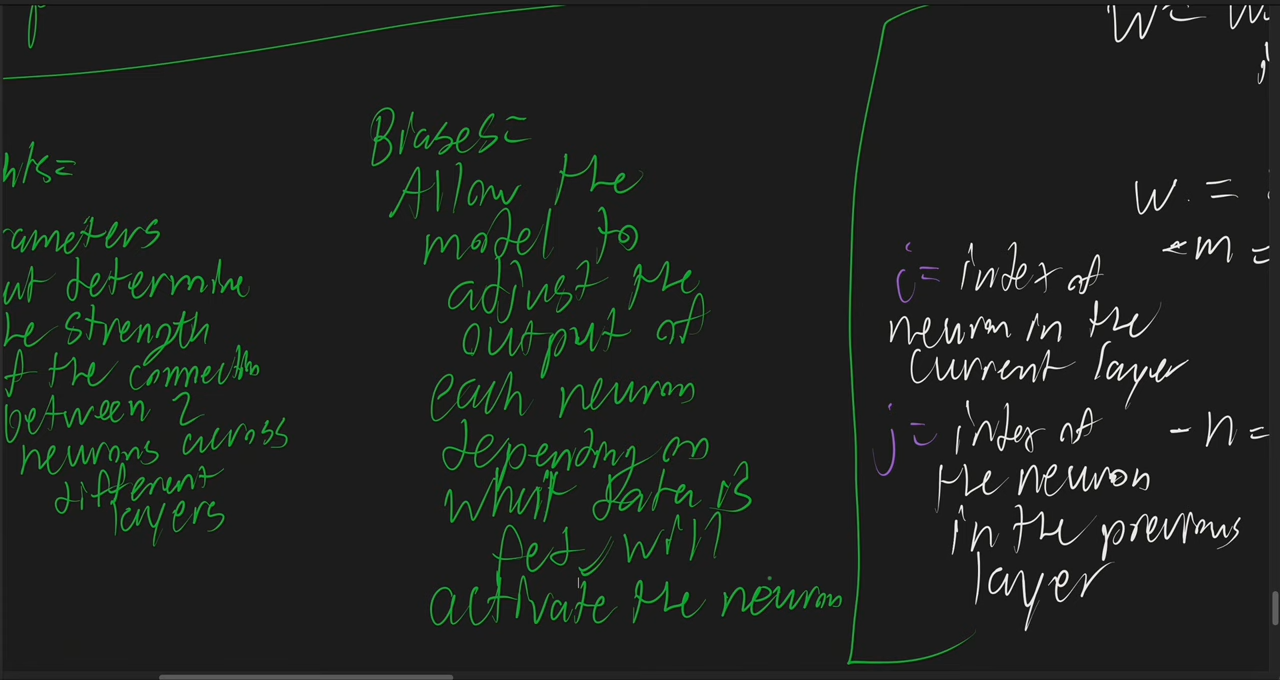 hts=
rameters
at determine
he strength
f the connection
between 2
neurons across
different
layers
Biases=
Allow the
model to
adjust the
output of
each neuron
depending on
what data is
fed, will
activate the neuron
W=
w =
i= index of
neuron in the
current layer
j= index of
the neuron
in the previous
layer
m =
- n =